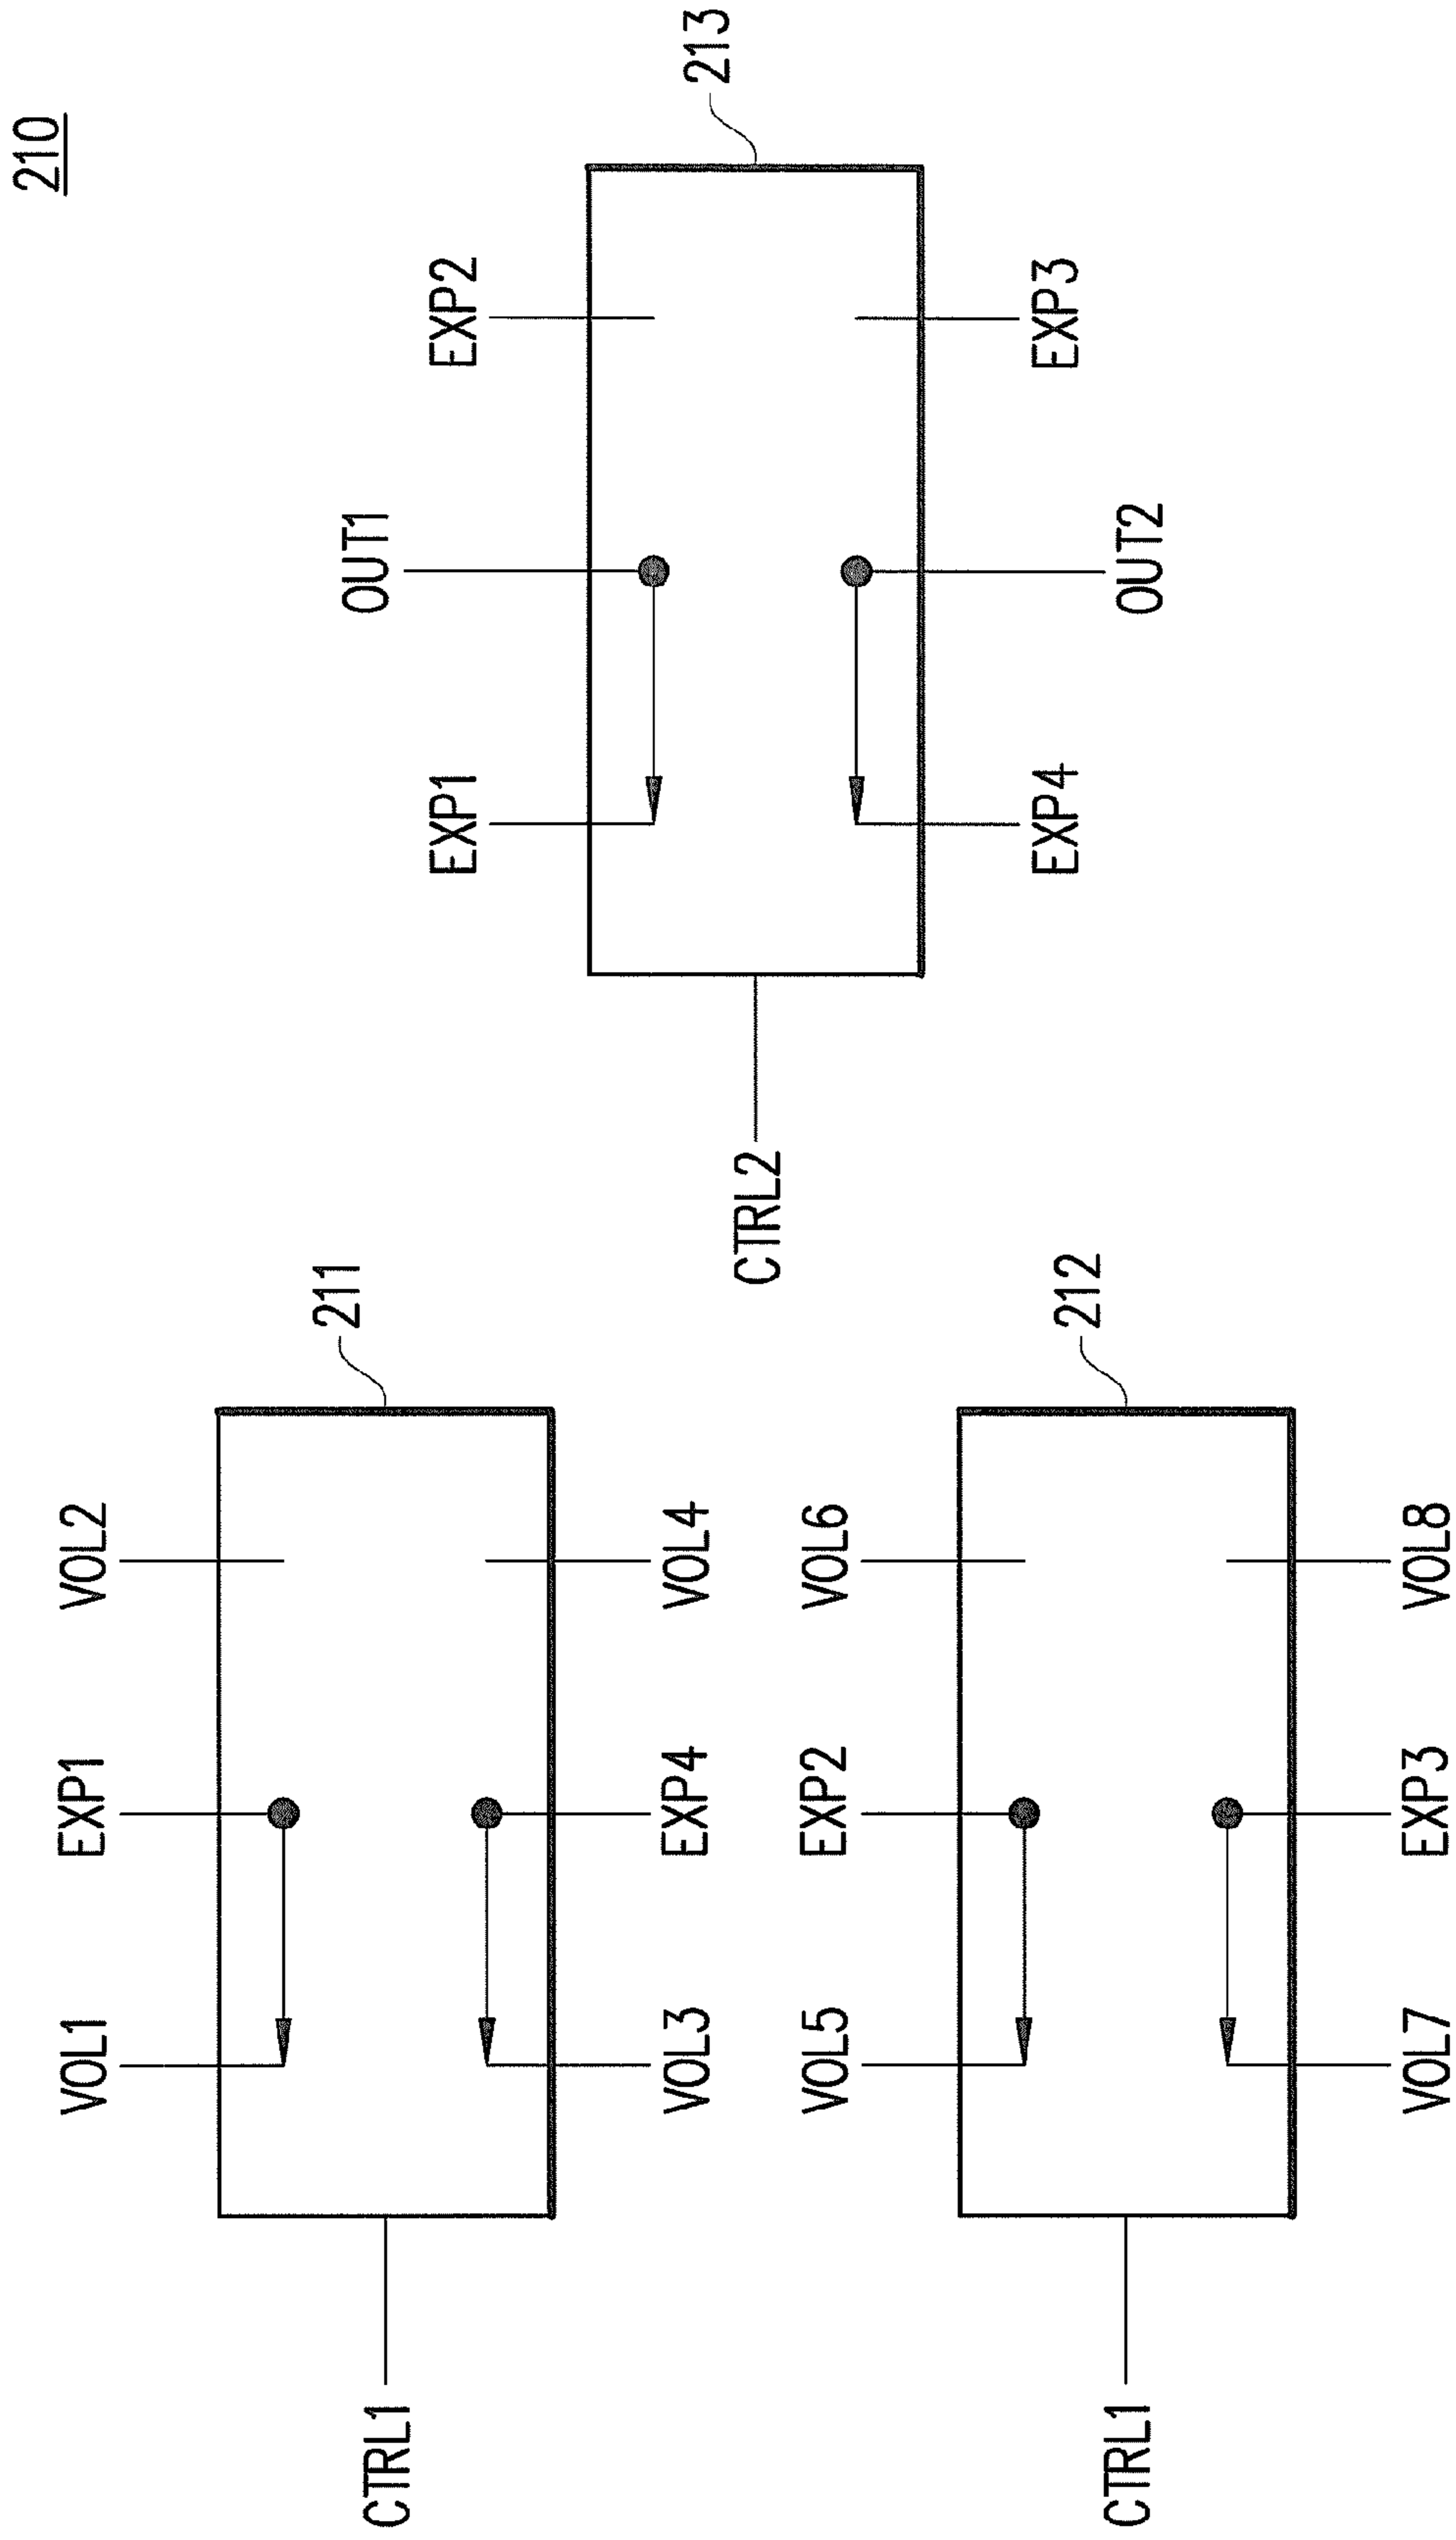 210
VOL1
EXP1
VOL2
211
CTRL1
VOL3
EXP4
VOL4
VOL5
EXP2
VOL6
212
CTRL1
VOL7
EXP3
VOL8
OUT1
EXP1
EXP2
213
CTRL2
EXP4
EXP3
OUT2